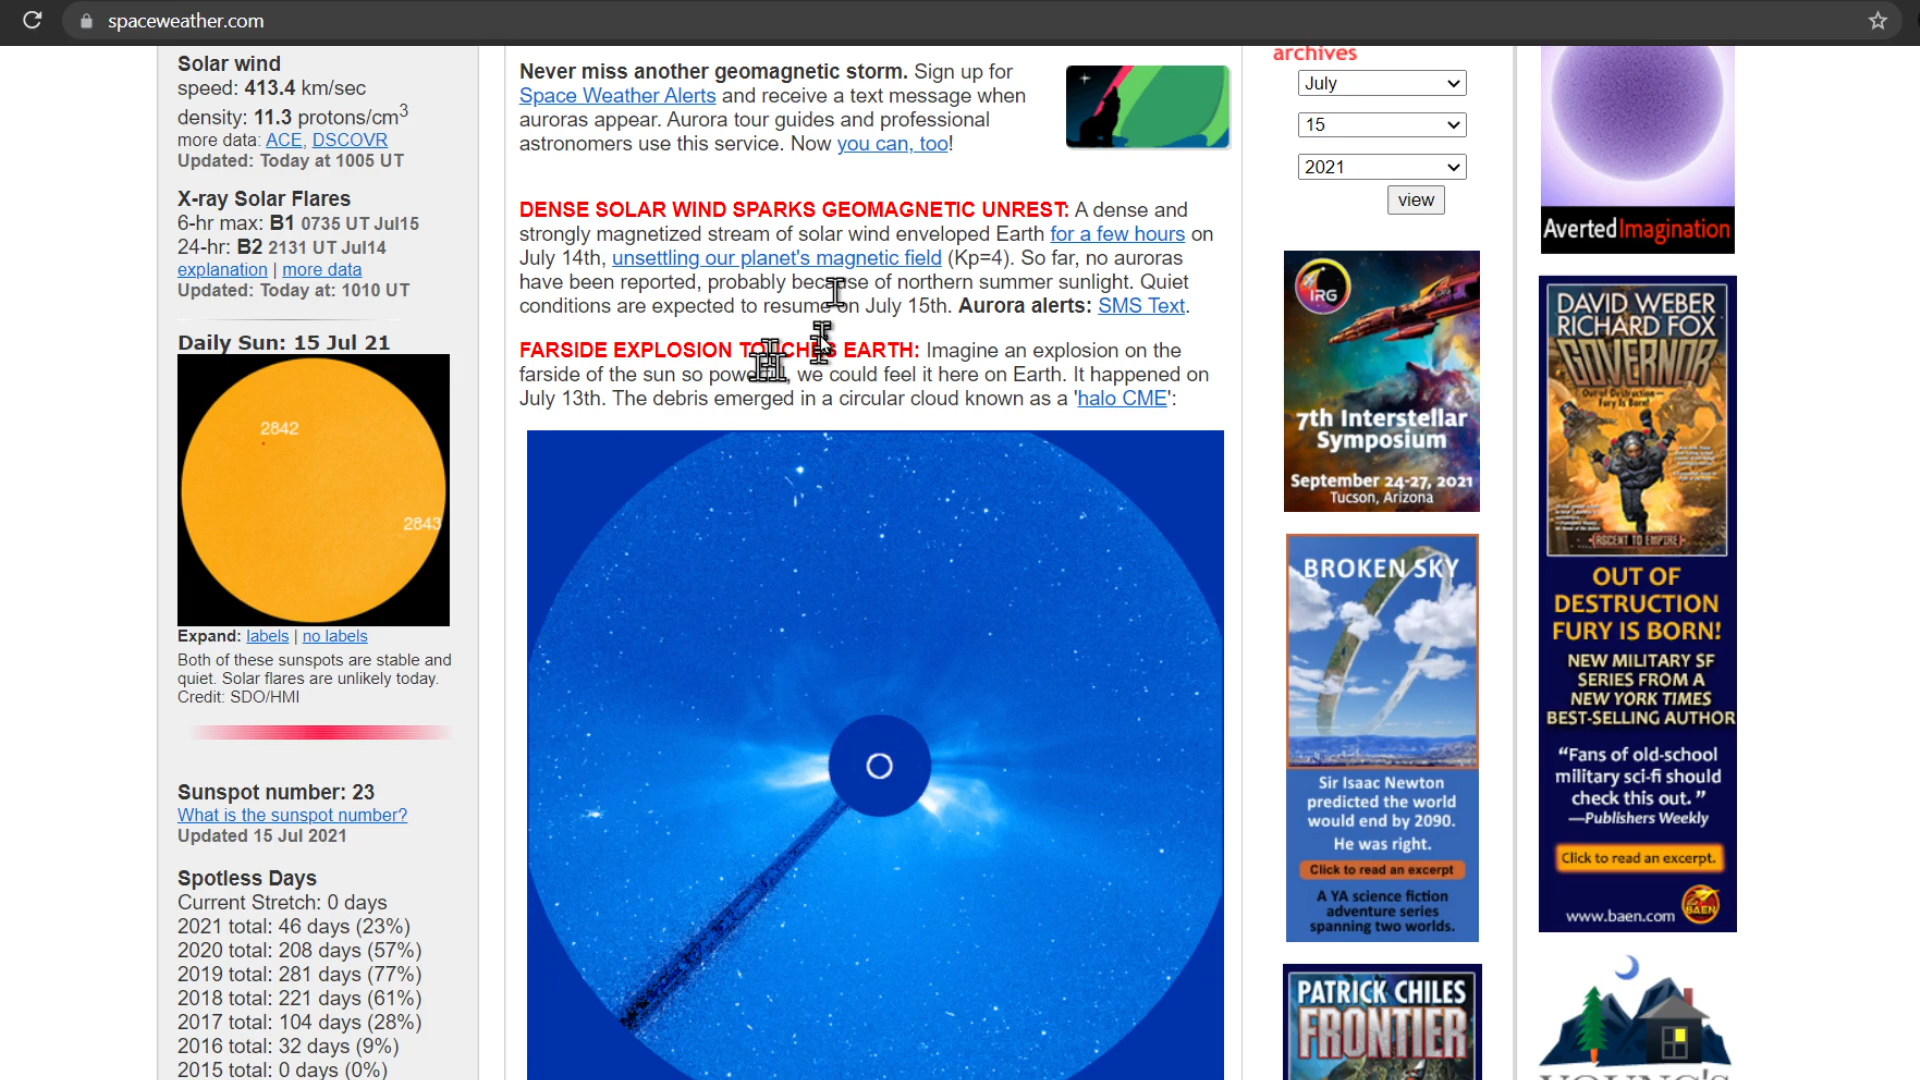 spaceweather.com
Solar wind
speed: 413.4 km/sec
density: 11.3 protons/cm3
more data: ACE, DSCOVR
Updated: Today at 1005 UT
X-ray Solar Flares
6-hr max: B1 0735 UT Jul15
24-hr: B2 2131 UT Jul14
explanation | more data
Updated: Today at: 1010 UT
Daily Sun: 15 Jul 21
2842
2843
Expand: labels | no labels
Both of these sunspots are stable and
quiet. Solar flares are unlikely today.
Credit: SDO/HMI
Sunspot number: 23
What is the sunspot number?
Updated 15 Jul 2021
Spotless Days
Current Stretch: 0 days
2021 total: 46 days (23%)
2020 total: 208 days (57%)
2019 total: 281 days (77%)
2018 total: 221 days (61%)
2017 total: 104 days (28%)
2016 total: 32 days (9%)
2015 total: 0 days (0%)
Never miss another geomagnetic storm. Sign up for
Space Weather Alerts and receive a text message when
auroras appear. Aurora tour guides and professional
astronomers use this service. Now you can, too!
DENSE SOLAR WIND SPARKS GEOMAGNETIC UNREST: A dense and
strongly magnetized stream of solar wind enveloped Earth for a few hours on
July 14th, unsettling our planet's magnetic field (Kp=4). So far, no auroras
have been reported, probably because of northern summer sunlight. Quiet
conditions are expected to resume on July 15th. Aurora alerts: SMS Text.
FARSIDE EXPLOSION TOUCHES EARTH: Imagine an explosion on the
farside of the sun so powerful, we could feel it here on Earth. It happened on
July 13th. The debris emerged in a circular cloud known as a 'halo CME':
archives
July
15
2021
view
IRG
7th Interstellar
Symposium
September 24-27, 2021
Tucson, Arizona
BROKEN SKY
Sir Isaac Newton
predicted the world
would end by 2090.
He was right.
Click to read an excerpt
A YA science fiction
adventure series
spanning two worlds.
PATRICK CHILES
FRONTIER
AvertedImagination
DAVID WEBER
RICHARD FOX
GOVERNOR
Out of Destruction—
Fury Is Born!
ASCENT TO EMPIRE
OUT OF
DESTRUCTION
FURY IS BORN!
NEW MILITARY SF
SERIES FROM A
NEW YORK TIMES
BEST-SELLING AUTHOR
“Fans of old-school
military sci-fi should
check this out.”
—Publishers Weekly
Click to read an excerpt.
www.baen.com
BAEN
YOUNG'S